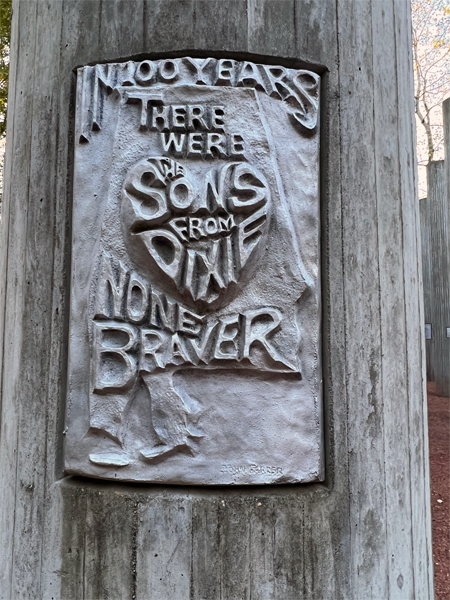 IN 100 YEARS
THERE
WERE
THE
SONS
FROM
DIXIE
NONE
BRAVER